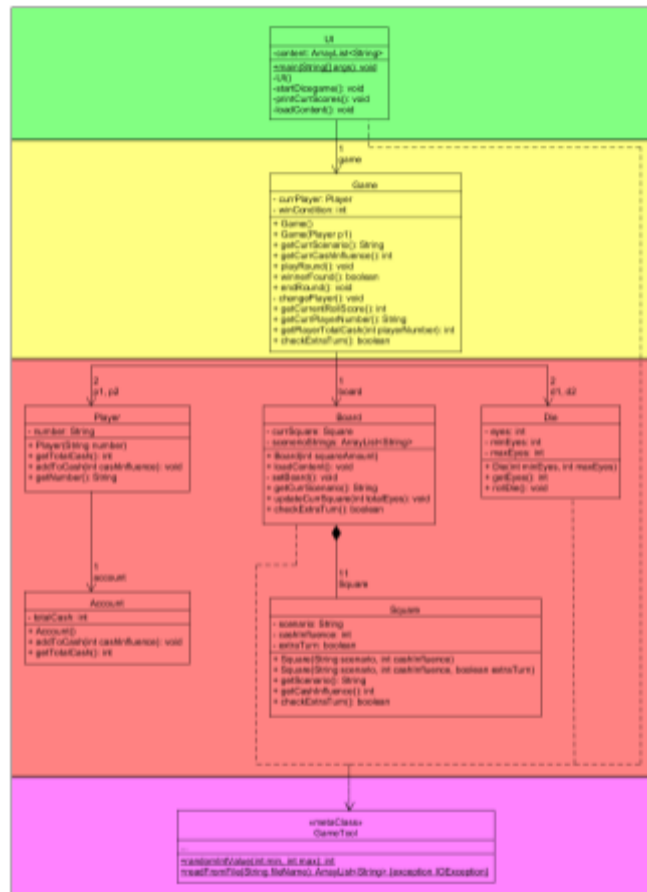 UI
-content: ArrayList<String>
+main(String[] args): void
-UI()
-startDicegame(): void
-printCurrScores(): void
-loadContent(): void
1
game
Game
- currPlayer: Player
- winCondition: int
+ Game()
+ Game(Player p1)
+ getCurrScenario(): String
+ getCurrCashInfluence(): int
+ playRound(): void
+ winnerFound(): boolean
+ endRound(): void
- changePlayer(): void
+ getCurrentRollScore(): int
+ getCurrPlayerNumber(): String
+ getPlayerTotalCash(int playerNumber): int
+ checkExtraTurn(): boolean
2
p1, p2
1
board
2
d1, d2
Player
- number: String
+ Player(String number)
+ getTotalCash(): int
+ addToCash(int cashInfluence): void
+ getNumber(): String
Board
- currSquare: Square
- scenarioStrings: ArrayList<String>
+ Board(int squareAmount)
+ loadContent(): void
- setBoard(): void
+ getCurrScenario(): String
+ updateCurrSquare(int totalEyes): void
+ checkExtraTurn(): boolean
Die
- eyes: int
- minEyes: int
- maxEyes: int
+ Die(int minEyes, int maxEyes)
+ getEyes(): int
+ rollDie(): void
1
account
11
Square
Account
- totalCash: int
+ Account()
+ addToCash(int cashInfluence): void
+ getTotalCash(): int
Square
- scenario: String
- cashInfluence: int
- extraTurn: boolean
+ Square(String scenario, int cashInfluence)
+ Square(String scenario, int cashInfluence, boolean extraTurn)
+ getScenario(): String
+ getCashInfluence(): int
+ checkExtraTurn(): boolean
«metaClass»
GameTool
...
+randomIntValue(int min, int max): int
+readFromFile(String fileName): ArrayList<String> {exception IOException}